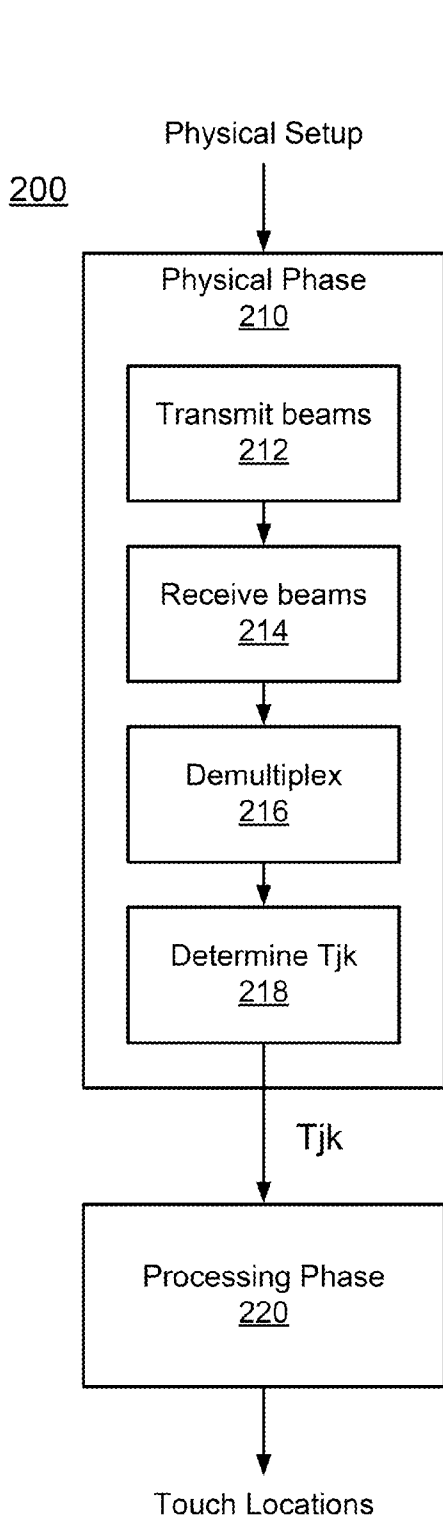 Physical Setup
200
Physical Phase
210
Transmit beams
212
Receive beams
214
Demultiplex
216
Determine Tjk
218
Tjk
Processing Phase
220
Touch Locations